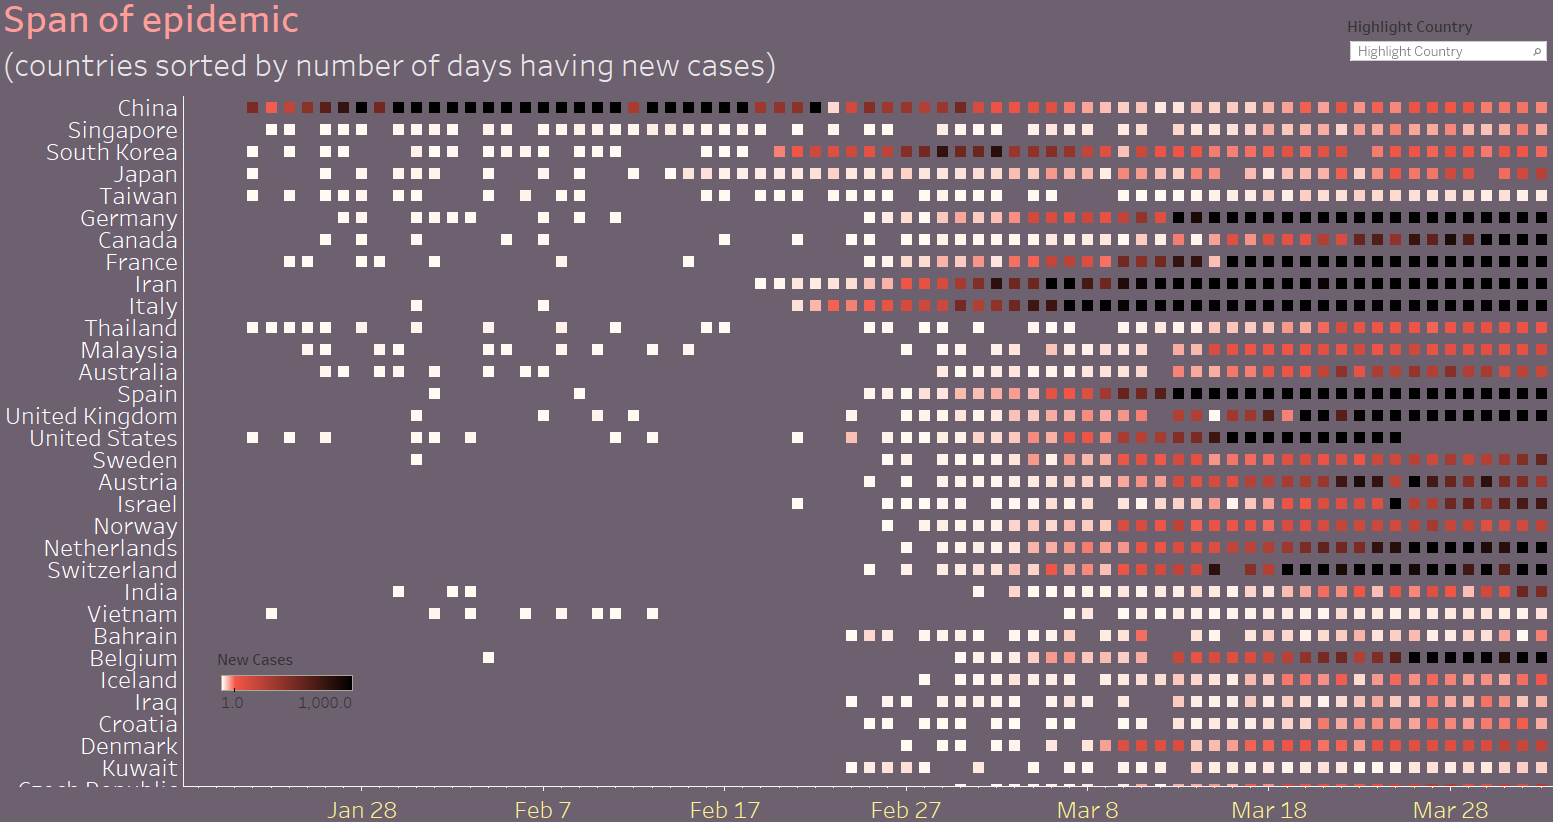 Span of epidemic
Highlight Country
Highlight Country
(countries sorted by number of days having new cases)
China
Singapore
South Korea
Japan
Taiwan
Germany
Canada
France
Iran
Italy
Thailand
Malaysia
Australia
Spain
United Kingdom
United States
Sweden
Austria
Israel
Norway
Netherlands
Switzerland
India
Vietnam
Bahrain
Belgium
New Cases
Iceland
1.0 1,000.0
Iraq
Croatia
Denmark
Kuwait
Czech Republic
Jan 28 Feb 7 Feb 17 Feb 27 Mar 8 Mar 18 Mar 28